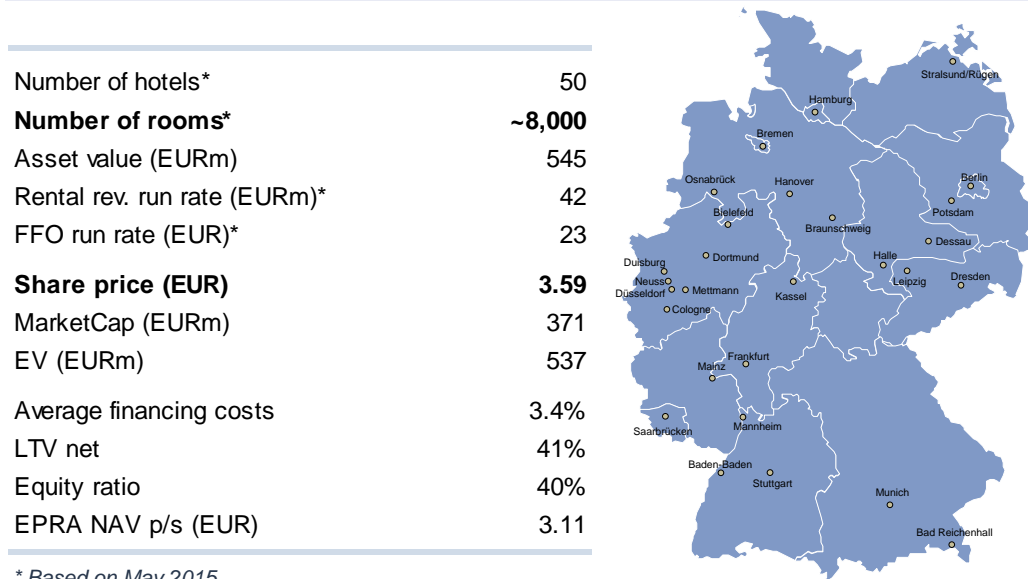 Number of hotels* 50
Number of rooms* ~8,000
Asset value (EURm) 545
Rental rev. run rate (EURm)* 42
FFO run rate (EUR)* 23
Share price (EUR) 3.59
MarketCap (EURm) 371
EV (EURm) 537
Average financing costs 3.4%
LTV net 41%
Equity ratio 40%
EPRA NAV p/s (EUR) 3.11
* Based on May 2015
Stralsund/Rügen
Hamburg
Bremen
Osnabrück
Hanover
Berlin
Bielefeld
Potsdam
Braunschweig
Dessau
Dortmund
Halle
Duisburg
Leipzig
Dresden
Neuss
Mettmann
Düsseldorf
Kassel
Cologne
Frankfurt
Mainz
Saarbrücken
Mannheim
Baden-Baden
Stuttgart
Munich
Bad Reichenhall